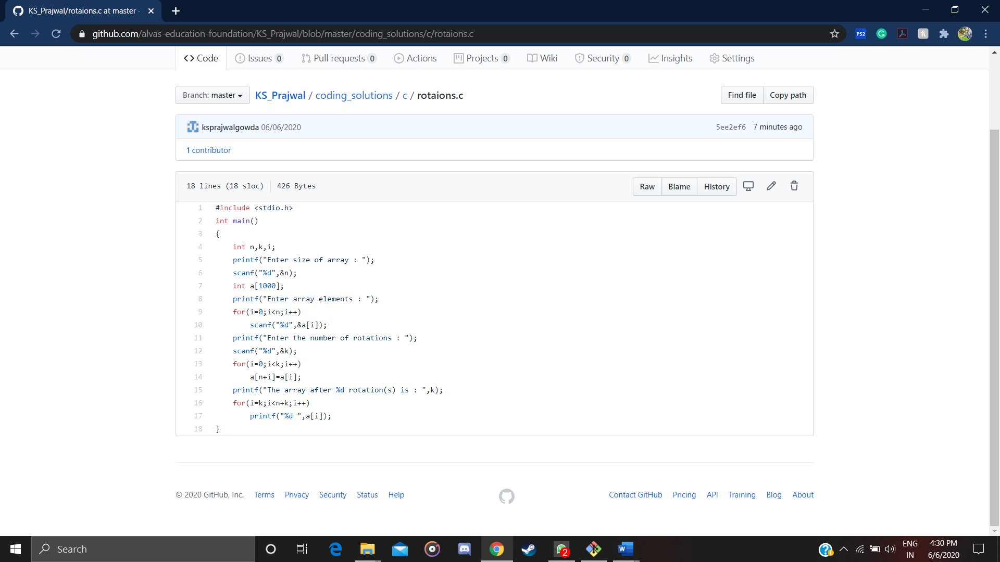 KS_Prajwal/rotaions.c at master ·
github.com/alvas-education-foundation/KS_Prajwal/blob/master/coding_solutions/c/rotaions.c
PS2
Code
Issues 0
Pull requests 0
Actions
Projects 0
Wiki
Security 0
Insights
Settings
Branch: master
KS_Prajwal / coding_solutions / c / rotaions.c
Find file
Copy path
ksprajwalgowda 06/06/2020
5ee2ef6 7 minutes ago
1 contributor
18 lines (18 sloc) 426 Bytes
Raw
Blame
History
1 #include <stdio.h>
2 int main()
3 {
4     int n,k,i;
5     printf("Enter size of array : ");
6     scanf("%d",&n);
7     int a[1000];
8     printf("Enter array elements : ");
9     for(i=0;i<n;i++)
10         scanf("%d",&a[i]);
11     printf("Enter the number of rotations : ");
12     scanf("%d",&k);
13     for(i=0;i<k;i++)
14         a[n+i]=a[i];
15     printf("The array after %d rotation(s) is : ",k);
16     for(i=k;i<n+k;i++)
17         printf("%d ",a[i]);
18 }
© 2020 GitHub, Inc. Terms Privacy Security Status Help
Contact GitHub Pricing API Training Blog About
Search
2
ENG
IN
4:30 PM
6/6/2020